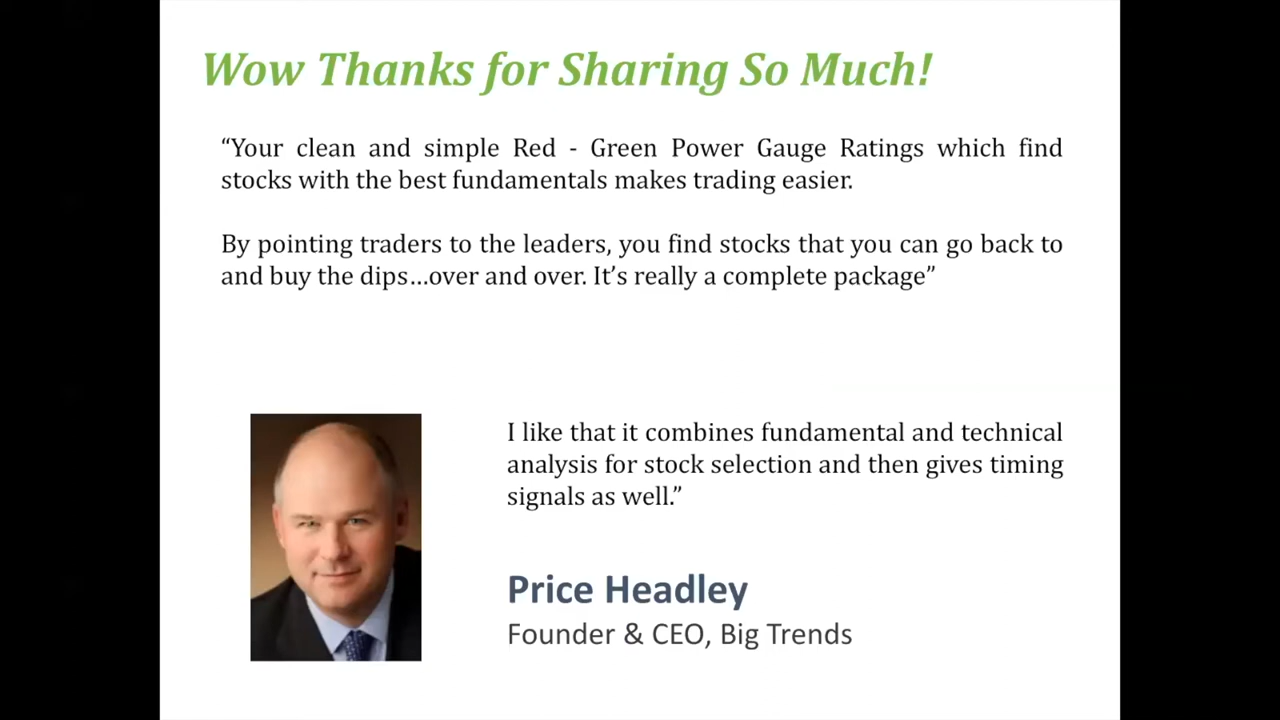 Wow Thanks for Sharing So Much!
“Your clean and simple Red - Green Power Gauge Ratings which find
stocks with the best fundamentals makes trading easier.
By pointing traders to the leaders, you find stocks that you can go back to
and buy the dips…over and over. It’s really a complete package”
I like that it combines fundamental and technical
analysis for stock selection and then gives timing
signals as well.”
Price Headley
Founder & CEO, Big Trends